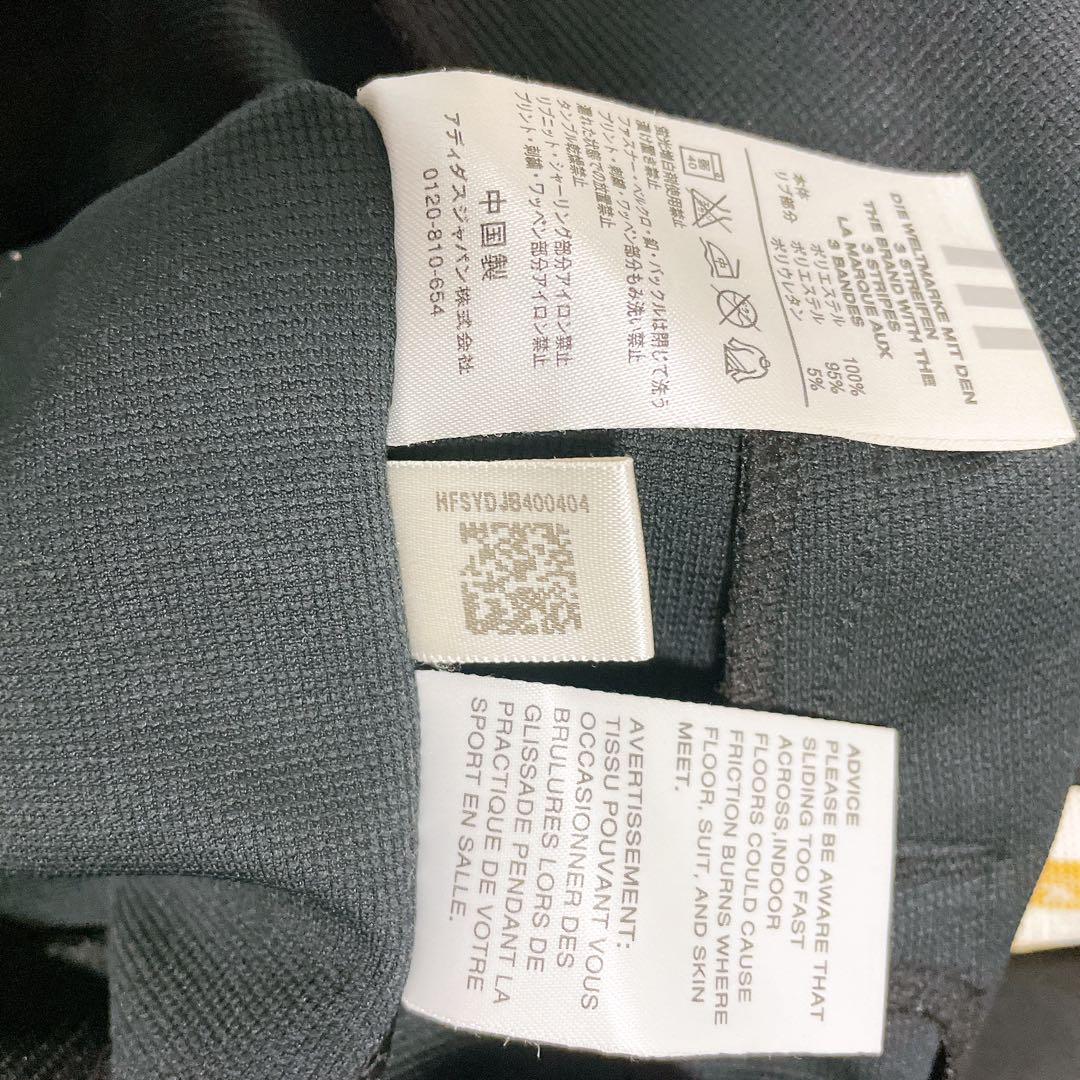 DIE WELTMARKE MIT DEN
3 STREIFEN
THE BRAND WITH THE
3 STRIPES
LA MARQUE AUX
3 BANDES
本体 ポリエステル 100%
リブ部分 ポリエステル 95%
ポリウレタン 5%
40
蛍光増白剤使用禁止
漬け置き禁止
ファスナー・ベルクロ・釦・バックルは閉じて洗う
プリント・刺繍・ワッペン部分もみ洗い禁止
濡れた状態での放置禁止
タンブル乾燥禁止
リブニット・シャーリング部分アイロン禁止
プリント・刺繍・ワッペン部分アイロン禁止
中国製
アディダスジャパン株式会社
0120-810-654
HFSYDJB400404
ADVICE
PLEASE BE AWARE THAT
SLIDING TOO FAST
ACROSS,INDOOR
FLOORS COULD CAUSE
FRICTION BURNS WHERE
FLOOR, SUIT, AND SKIN
MEET.
AVERTISSEMENT:
TISSU POUVANT VOUS
OCCASIONNER DES
BRULURES LORS DE
GLISSADE PENDANT LA
PRACTIQUE DE VOTRE
SPORT EN SALLE.